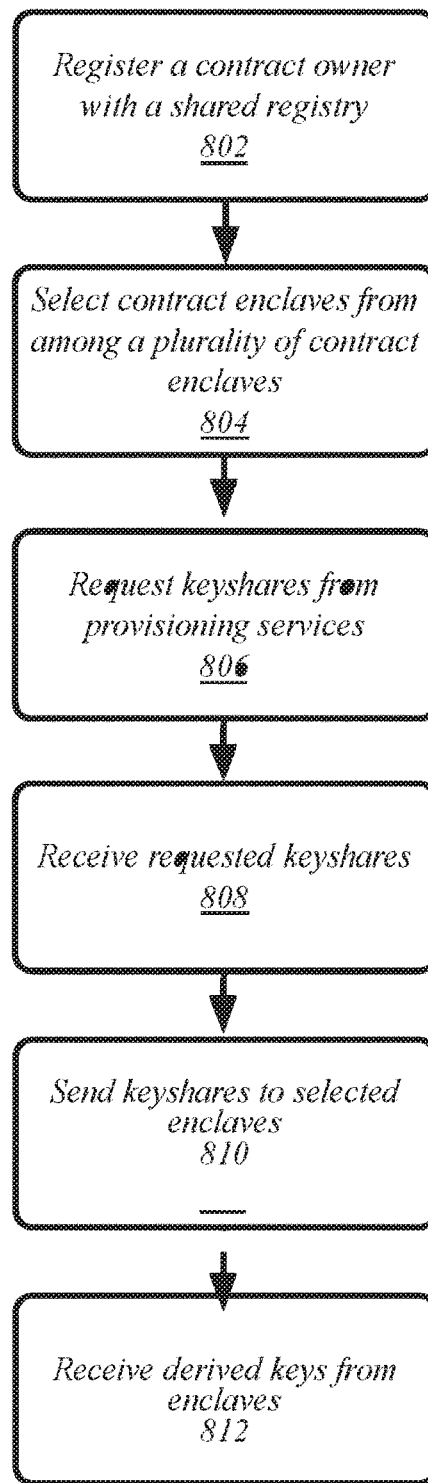 Register a contract owner
with a shared registry
802
Select contract enclaves from
among a plurality of contract
enclaves
804
Request keyshares from
provisioning services
806
Receive requested keyshares
808
Send keyshares to selected
enclaves
810
Receive derived keys from
enclaves
812